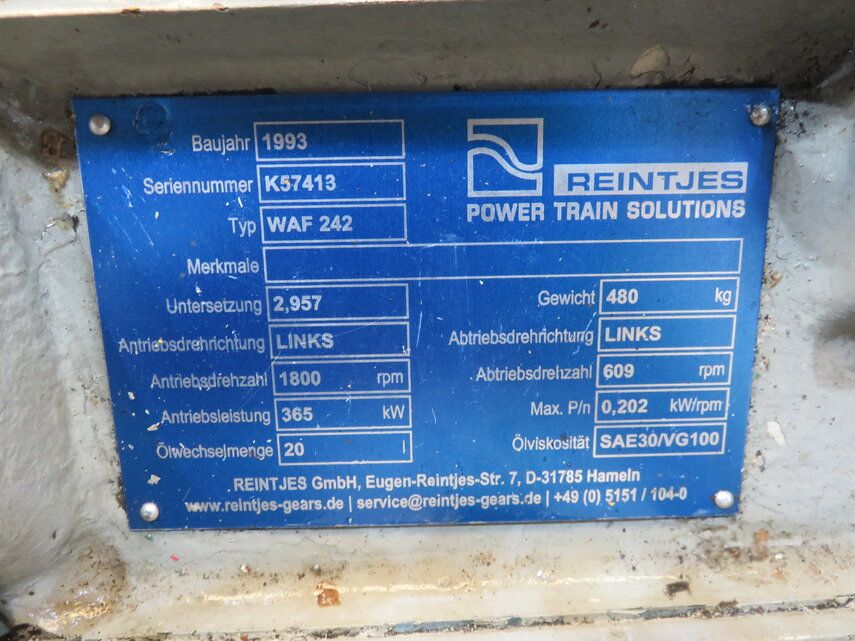 Baujahr 1993
Seriennummer K57413
REINTJES
Typ WAF 242
POWER TRAIN SOLUTIONS
Merkmale
Untersetzung 2,957 Gewicht 480 kg
Antriebsdrehrichtung LINKS Abtriebsdrehrichtung LINKS
Antriebsdrehzahl 1800 rpm Abtriebsdrehzahl 609 rpm
Antriebsleistung 365 kW Max. P/n 0,202 kW/rpm
Ölwechselmenge 20 l Ölviskosität SAE30/VG100
REINTJES GmbH, Eugen-Reintjes-Str. 7, D-31785 Hameln
www.reintjes-gears.de | service@reintjes-gears.de | +49 (0) 5151 / 104-0